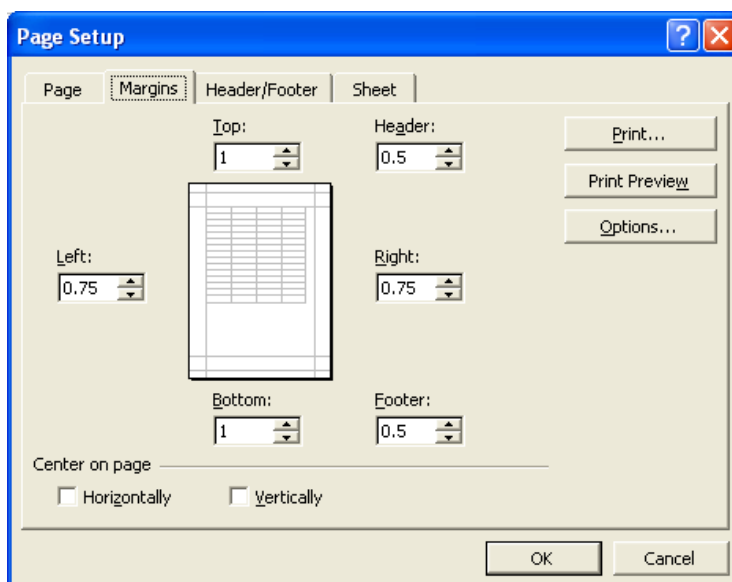 Page Setup
Page Margins Header/Footer Sheet
Top: Header:
1 0.5
Print...
Print Preview
Options...
Left: Right:
0.75 0.75
Bottom: Footer:
1 0.5
Center on page
Horizontally Vertically
OK Cancel